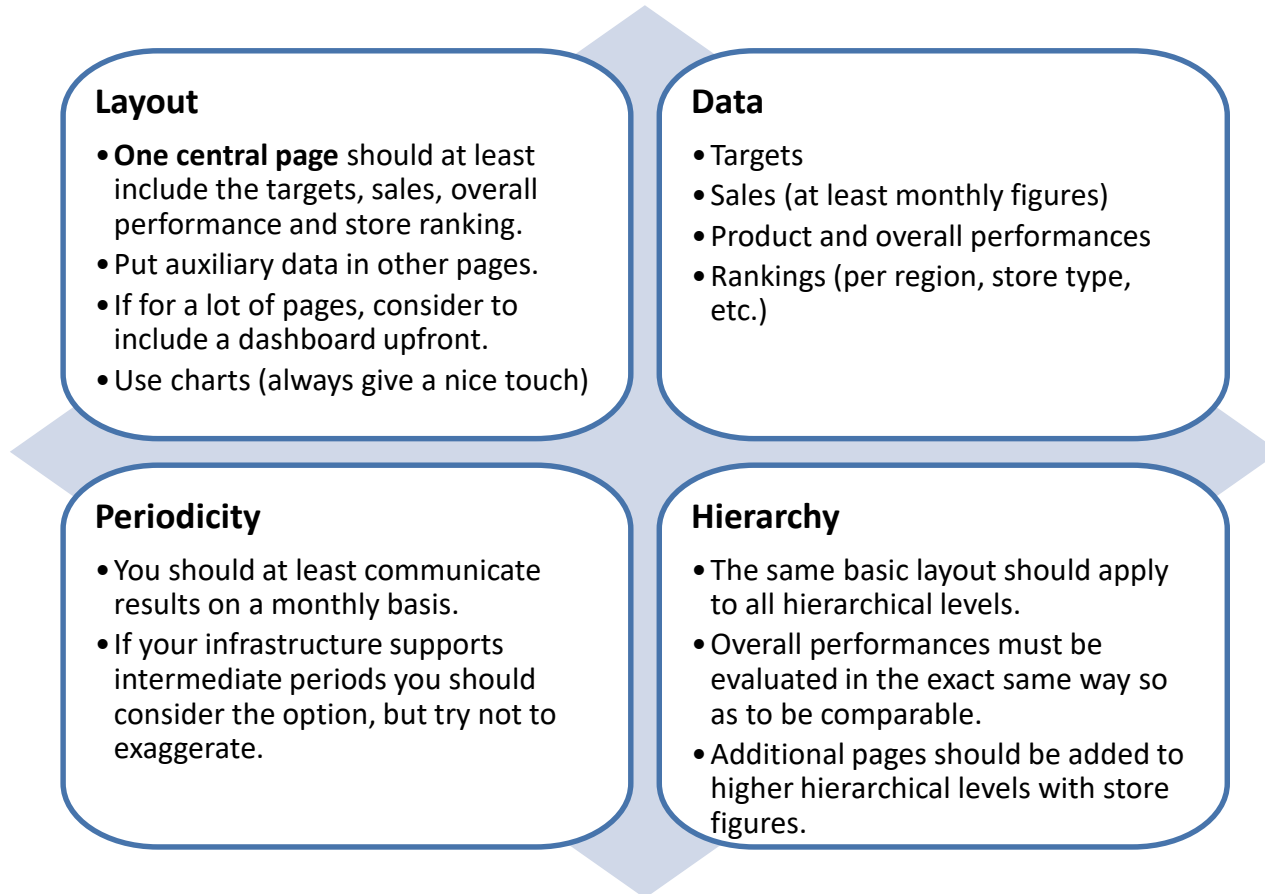 Layout
• One central page should at least
include the targets, sales, overall
performance and store ranking.
• Put auxiliary data in other pages.
• If for a lot of pages, consider to
include a dashboard upfront.
• Use charts (always give a nice touch)
Data
• Targets
• Sales (at least monthly figures)
• Product and overall performances
• Rankings (per region, store type,
etc.)
Periodicity
• You should at least communicate
results on a monthly basis.
• If your infrastructure supports
intermediate periods you should
consider the option, but try not to
exaggerate.
Hierarchy
• The same basic layout should apply
to all hierarchical levels.
• Overall performances must be
evaluated in the exact same way so
as to be comparable.
• Additional pages should be added to
higher hierarchical levels with store
figures.